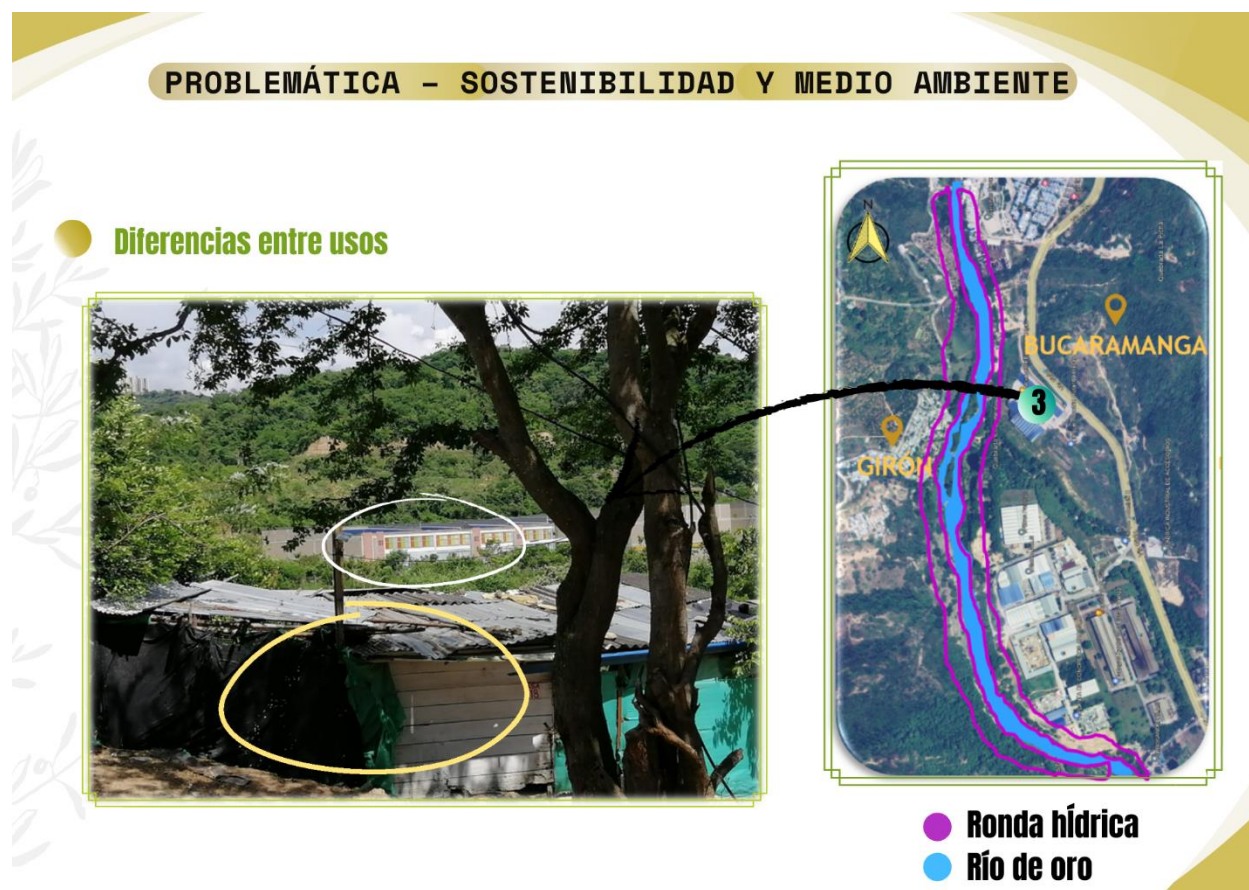 PROBLEMÁTICA – SOSTENIBILIDAD Y MEDIO AMBIENTE
Diferencias entre usos
N
BUCARAMANGA
3
GIRÓN
Ronda hídrica
Río de oro